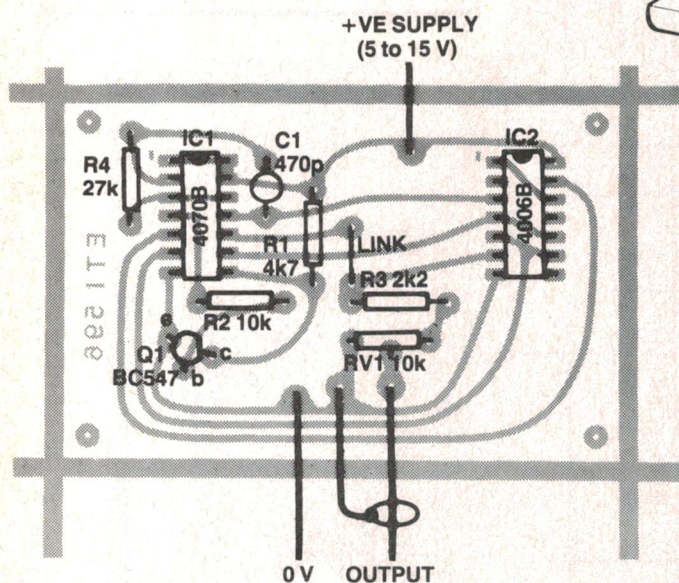 +VE SUPPLY
(5 to 15 V)
IC1
C1
470p
IC2
R4
27k
4070B
4006B
R1
4k7
LINK
R3 2k2
ETI 596
R2 10k
e
Q1
c
BC547 b
RV1 10k
0 V
OUTPUT